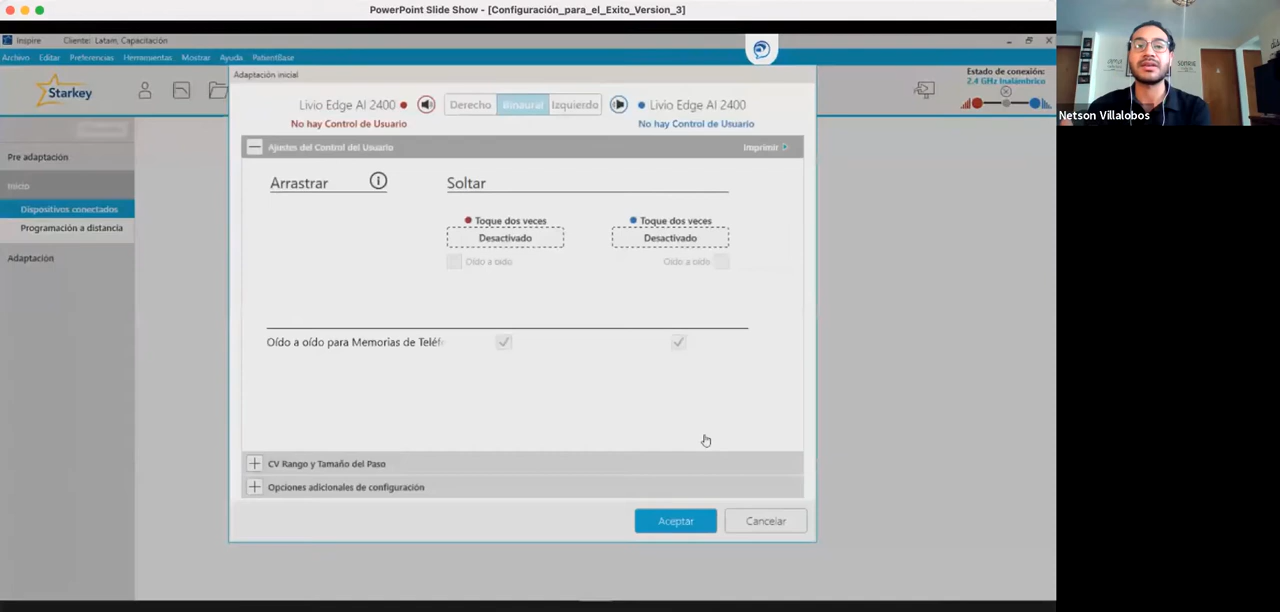 PowerPoint Slide Show - [Configuración_para_el_Exito_Version_3]
Inspire Cliente: Latam, Capacitación
Archivo Editar Preferencias Herramientas Mostrar Ayuda PatientBase
Starkey
Estado de conexión:
2.4 GHz Inalámbrico
Netson Villalobos
Pre adaptación
Inicio
Dispositivos conectados
Programación a distancia
Adaptación
Adaptación inicial
Livio Edge AI 2400 Derecho Binaural Izquierdo Livio Edge AI 2400
No hay Control de Usuario No hay Control de Usuario
Ajustes del Control del Usuario Imprimir
Arrastrar Soltar
Toque dos veces Toque dos veces
Desactivado Desactivado
Oído a oído Oído a oído
Oído a oído para Memorias de Teléf
CV Rango y Tamaño del Paso
Opciones adicionales de configuración
Aceptar Cancelar